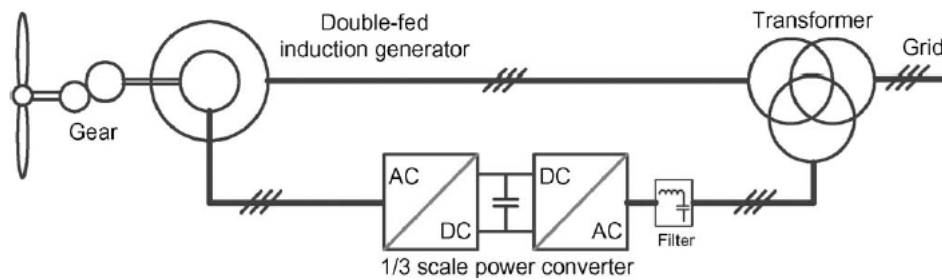 Double-fed
induction generator
Transformer
Grid
Gear
AC
DC
DC
AC
Filter
1/3 scale power converter